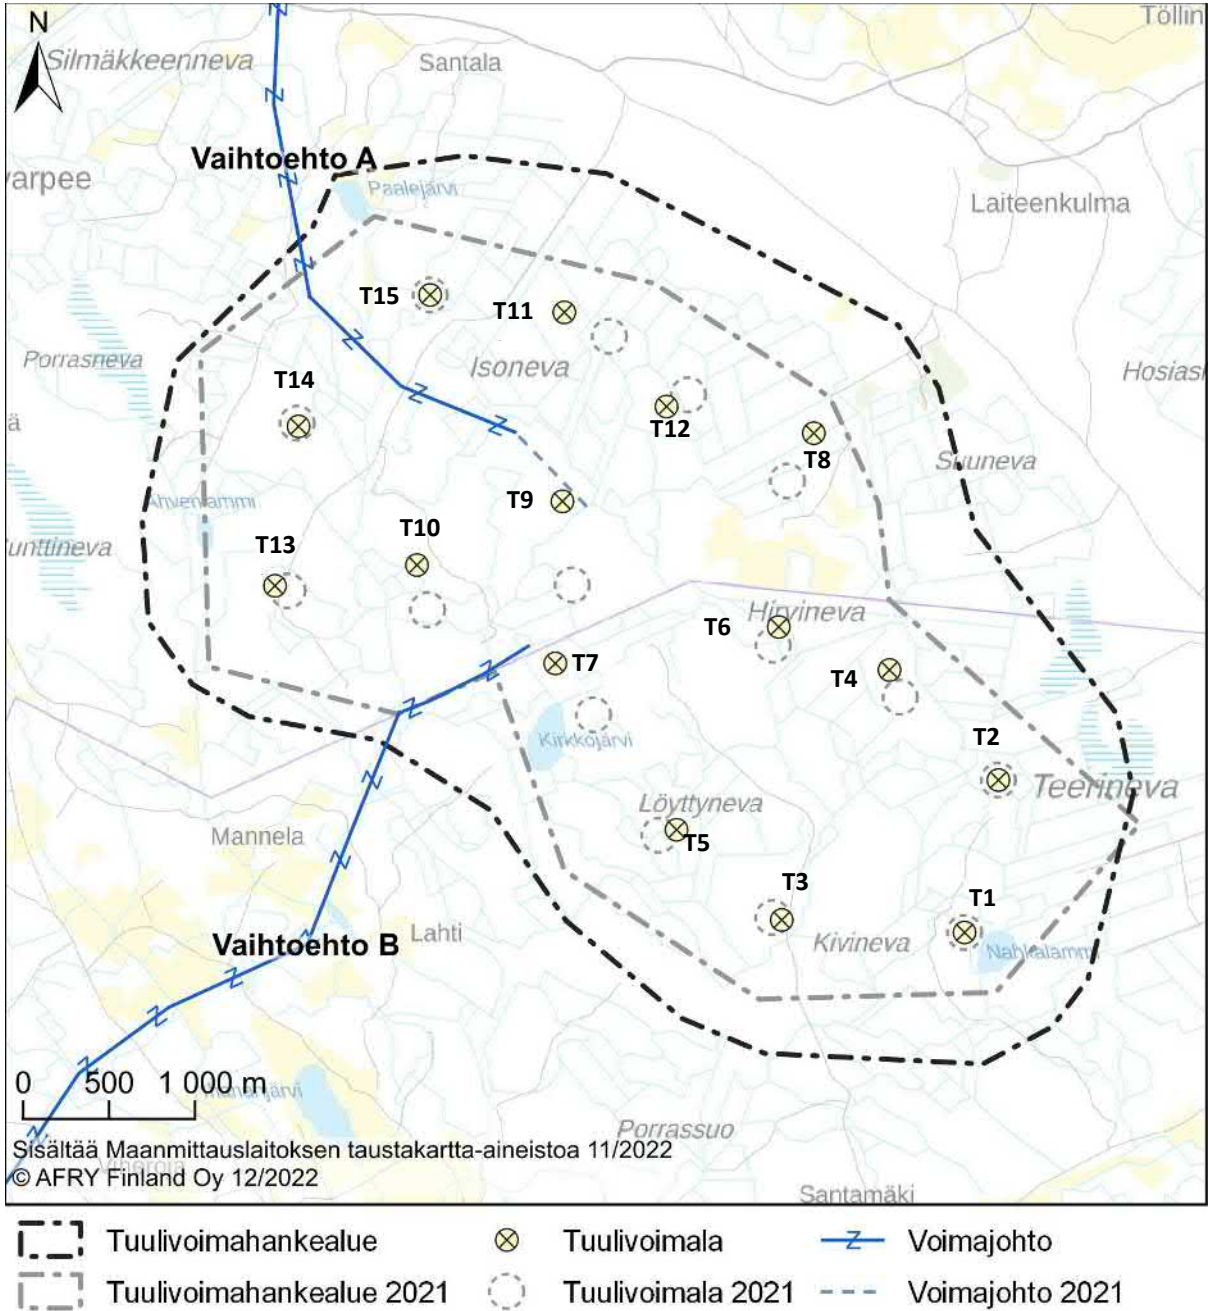 N
Töllin
Silmäkkeenneva
Santala
Vaihtoehto A
varpee
Paalejärvi
Laiteenkulma
T15
T11
Porrasneva
Isoneva
Hosiasl
T14
T12
ä
T8
Suuneva
Ahvenlammi
T9
T10
T13
unttineva
Hirvineva
T6
T7
T4
Kirkkojärvi
T2
Teerineva
Löyttyneva
Mannela
T5
T3
T1
Lahti
Kivineva
Vaihtoehto B
Nahkalammi
0 500 1 000 m
Porrassuo
Sisältää Maanmittauslaitoksen taustakartta-aineistoa 11/2022
© AFRY Finland Oy 12/2022
Santamäki
Tuulivoimahankealue
Tuulivoimala
Voimajohto
Tuulivoimahankealue 2021
Tuulivoimala 2021
Voimajohto 2021